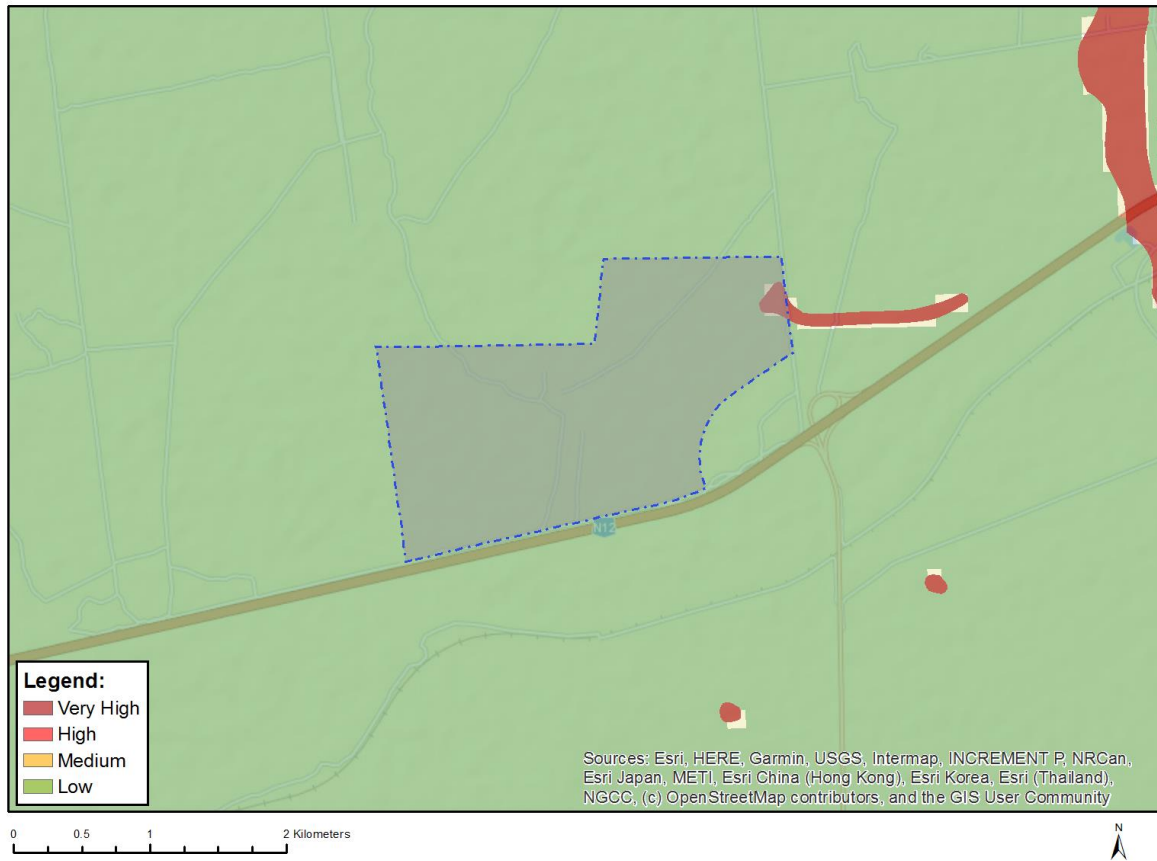 N12
Legend:
Very High
High
Medium
Low
Sources: Esri, HERE, Garmin, USGS, Intermap, INCREMENT P, NRCan,
Esri Japan, METI, Esri China (Hong Kong), Esri Korea, Esri (Thailand),
NGCC, (c) OpenStreetMap contributors, and the GIS User Community
0 0.5 1 2 Kilometers
N